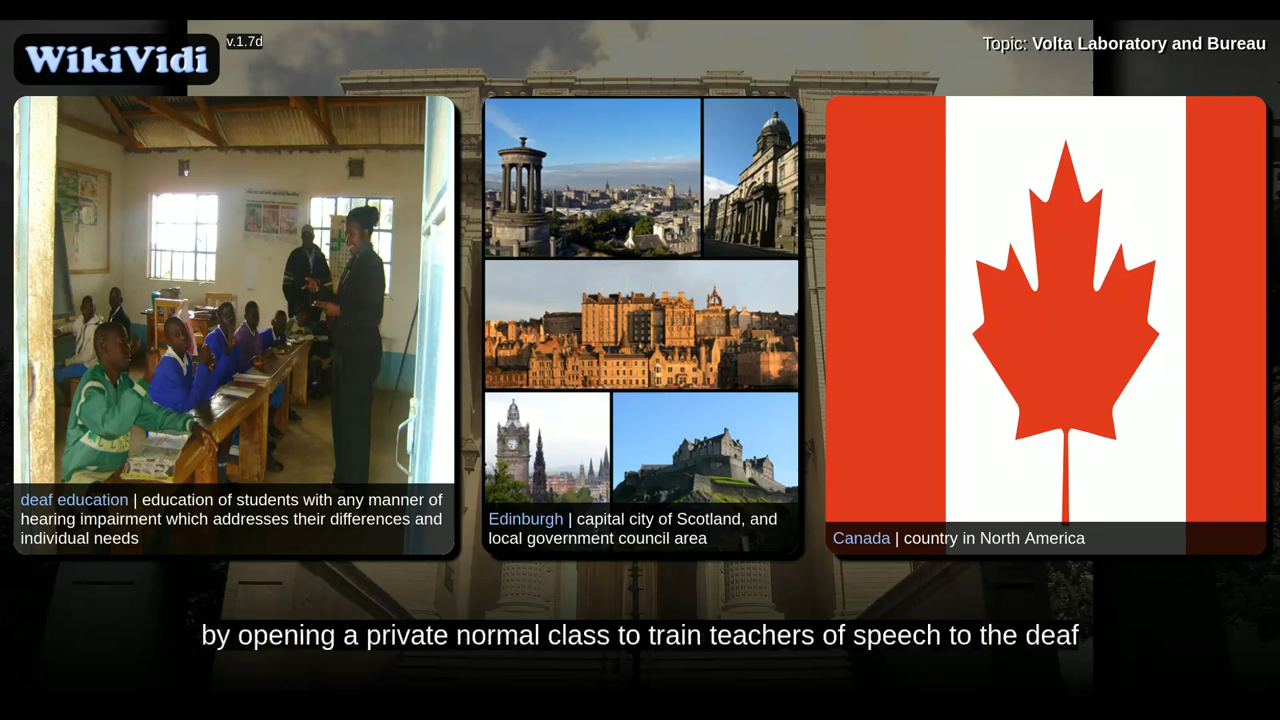 WikiVidi
v.1.7d
Topic: Volta Laboratory and Bureau
deaf education | education of students with any manner of
hearing impairment which addresses their differences and
individual needs
Edinburgh | capital city of Scotland, and
local government council area
Canada | country in North America
by opening a private normal class to train teachers of speech to the deaf